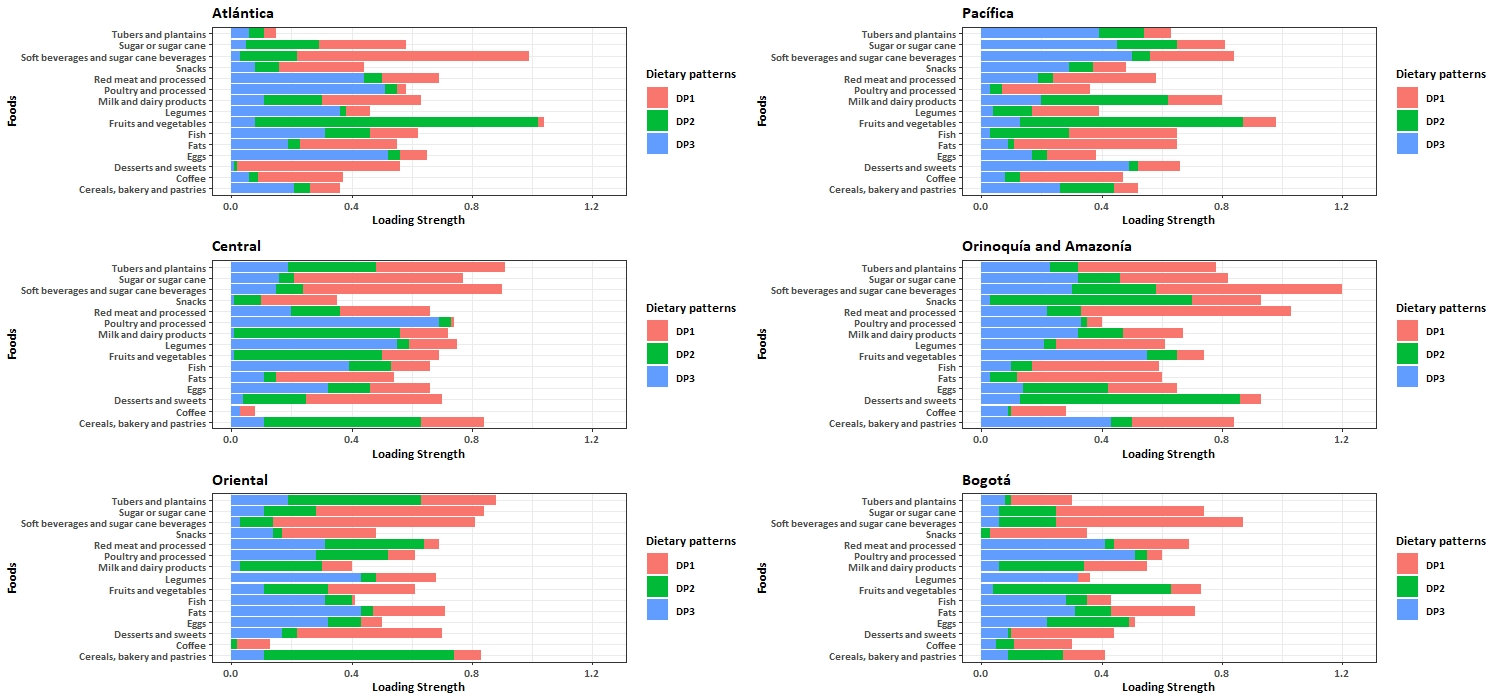 Atlántica
Foods
Tubers and plantains
Sugar or sugar cane
Soft beverages and sugar cane beverages
Snacks
Red meat and processed
Poultry and processed
Milk and dairy products
Legumes
Fruits and vegetables
Fish
Fats
Eggs
Desserts and sweets
Coffee
Cereals, bakery and pastries
0.0 0.4 0.8 1.2
Loading Strength
Dietary patterns
DP1
DP2
DP3
Pacífica
Foods
Tubers and plantains
Sugar or sugar cane
Soft beverages and sugar cane beverages
Snacks
Red meat and processed
Poultry and processed
Milk and dairy products
Legumes
Fruits and vegetables
Fish
Fats
Eggs
Desserts and sweets
Coffee
Cereals, bakery and pastries
0.0 0.4 0.8 1.2
Loading Strength
Dietary patterns
DP1
DP2
DP3
Central
Foods
Tubers and plantains
Sugar or sugar cane
Soft beverages and sugar cane beverages
Snacks
Red meat and processed
Poultry and processed
Milk and dairy products
Legumes
Fruits and vegetables
Fish
Fats
Eggs
Desserts and sweets
Coffee
Cereals, bakery and pastries
0.0 0.4 0.8 1.2
Loading Strength
Dietary patterns
DP1
DP2
DP3
Orinoquía and Amazonía
Foods
Tubers and plantains
Sugar or sugar cane
Soft beverages and sugar cane beverages
Snacks
Red meat and processed
Poultry and processed
Milk and dairy products
Legumes
Fruits and vegetables
Fish
Fats
Eggs
Desserts and sweets
Coffee
Cereals, bakery and pastries
0.0 0.4 0.8 1.2
Loading Strength
Dietary patterns
DP1
DP2
DP3
Oriental
Foods
Tubers and plantains
Sugar or sugar cane
Soft beverages and sugar cane beverages
Snacks
Red meat and processed
Poultry and processed
Milk and dairy products
Legumes
Fruits and vegetables
Fish
Fats
Eggs
Desserts and sweets
Coffee
Cereals, bakery and pastries
0.0 0.4 0.8 1.2
Loading Strength
Dietary patterns
DP1
DP2
DP3
Bogotá
Foods
Tubers and plantains
Sugar or sugar cane
Soft beverages and sugar cane beverages
Snacks
Red meat and processed
Poultry and processed
Milk and dairy products
Legumes
Fruits and vegetables
Fish
Fats
Eggs
Desserts and sweets
Coffee
Cereals, bakery and pastries
0.0 0.4 0.8 1.2
Loading Strength
Dietary patterns
DP1
DP2
DP3